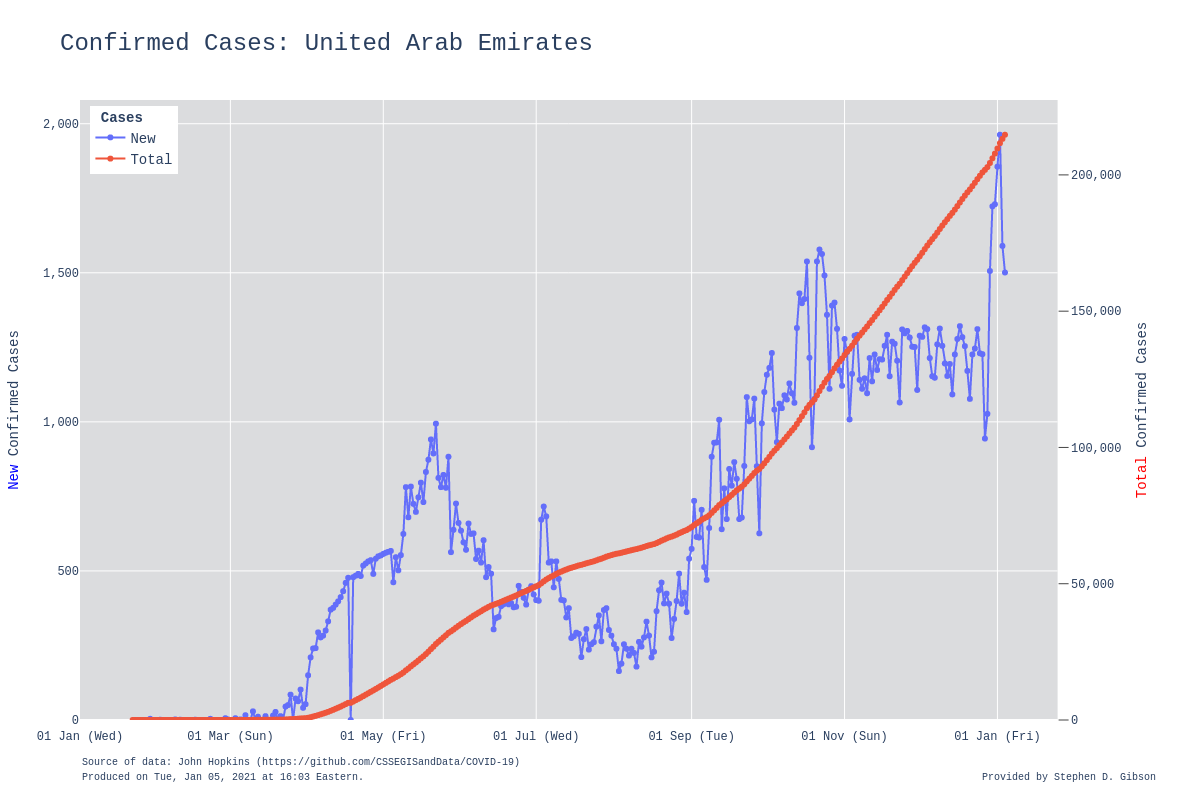 Confirmed Cases: United Arab Emirates
Cases
New
Total
2,000
1,500
1,000
500
0
New Confirmed Cases
200,000
150,000
100,000
50,000
0
Total Confirmed Cases
01 Jan (Wed)
01 Mar (Sun)
01 May (Fri)
01 Jul (Wed)
01 Sep (Tue)
01 Nov (Sun)
01 Jan (Fri)
Source of data: John Hopkins (https://github.com/CSSEGISandData/COVID-19)
Produced on Tue, Jan 05, 2021 at 16:03 Eastern.
Provided by Stephen D. Gibson